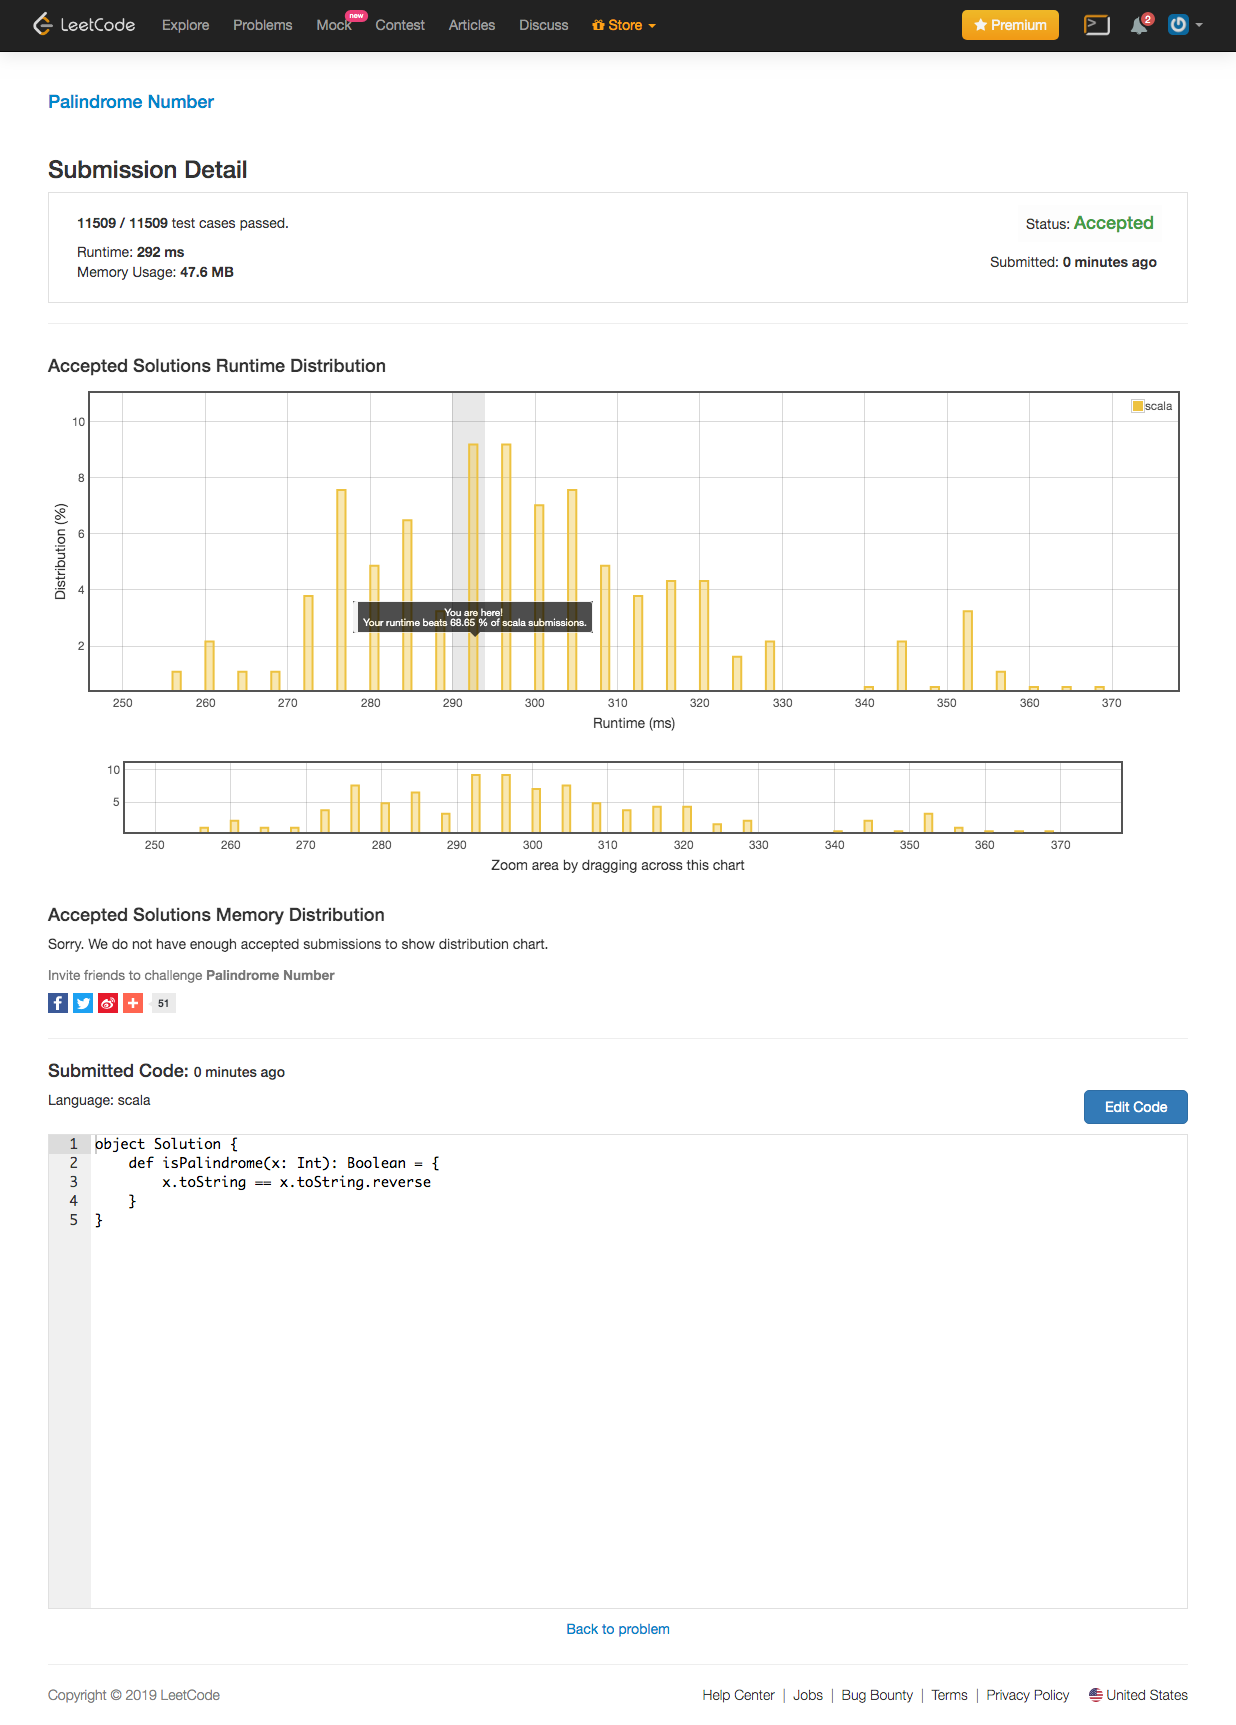 LeetCode Explore Problems Mock new Contest Articles Discuss Store Premium 2
Palindrome Number
Submission Detail
11509 / 11509 test cases passed.
Status: Accepted
Runtime: 292 ms
Submitted: 0 minutes ago
Memory Usage: 47.6 MB
Accepted Solutions Runtime Distribution
scala
10
8
6
4
2
Distribution (%)
You are here!
Your runtime beats 68.65 % of scala submissions.
250 260 270 280 290 300 310 320 330 340 350 360 370
Runtime (ms)
10
5
250 260 270 280 290 300 310 320 330 340 350 360 370
Zoom area by dragging across this chart
Accepted Solutions Memory Distribution
Sorry. We do not have enough accepted submissions to show distribution chart.
Invite friends to challenge Palindrome Number
51
Submitted Code: 0 minutes ago
Language: scala
Edit Code
1 object Solution {
2     def isPalindrome(x: Int): Boolean = {
3         x.toString == x.toString.reverse
4     }
5 }
Back to problem
Copyright © 2019 LeetCode
Help Center | Jobs | Bug Bounty | Terms | Privacy Policy United States